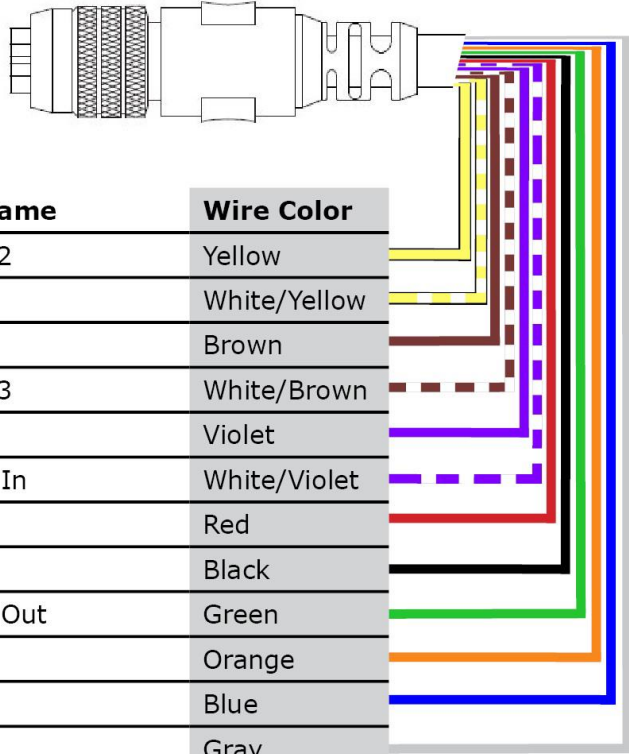 ame Wire Color
2 Yellow
White/Yellow
Brown
3 White/Brown
Violet
In White/Violet
Red
Black
Out Green
Orange
Blue
Gray